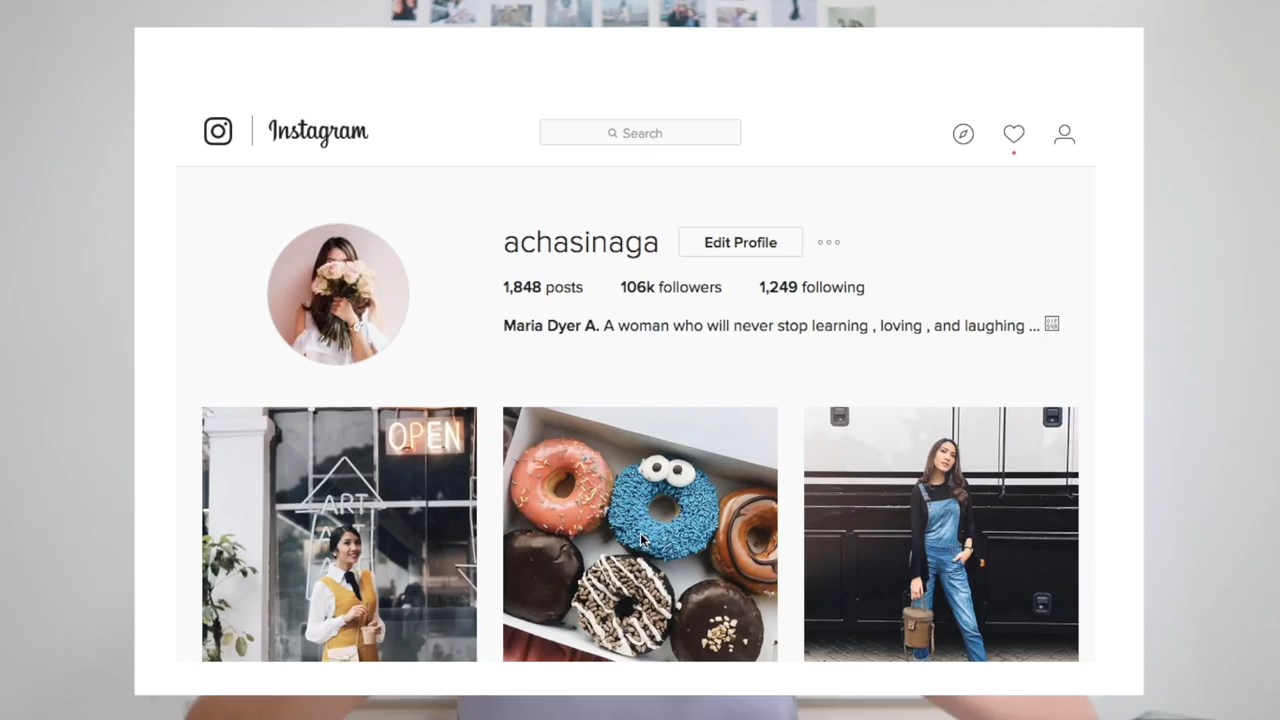 Instagram
Search
achasinaga
Edit Profile
1,848 posts 106k followers 1,249 following
Maria Dyer A. A woman who will never stop learning , loving , and laughing ...
OPEN
ART